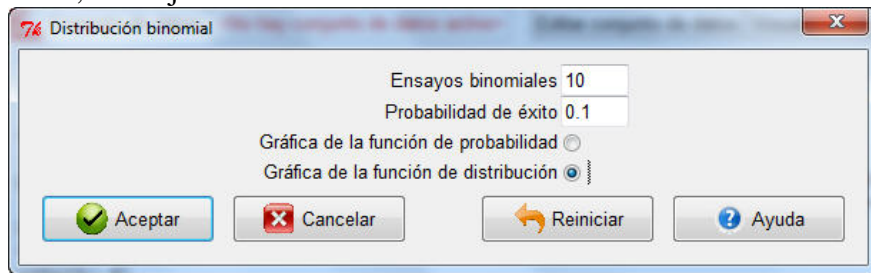 Distribución binomial
Ensayos binomiales 10
Probabilidad de éxito 0.1
Gráfica de la función de probabilidad
Gráfica de la función de distribución
Aceptar Cancelar Reiniciar Ayuda